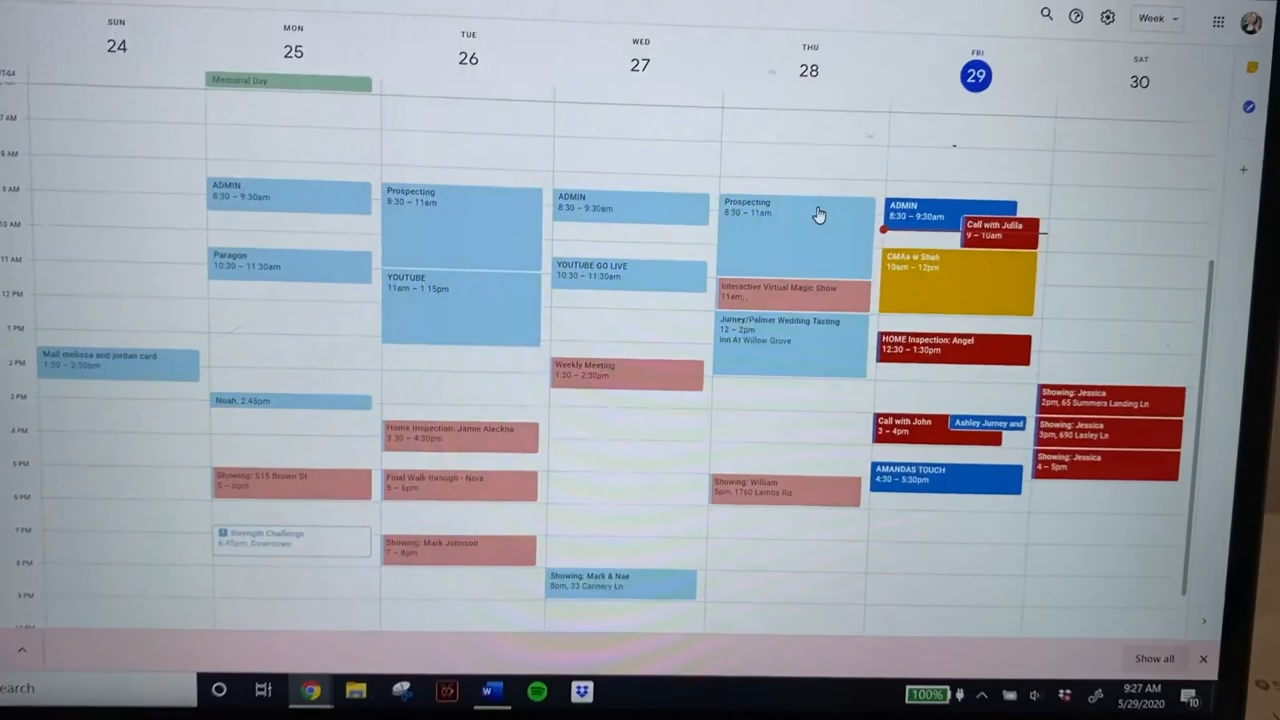 SUN
24
MON
25
TUE
26
WED
27
THU
28
FRI
29
SAT
30
Week
Memorial Day
7 AM
8 AM
9 AM
10 AM
11 AM
12 PM
1 PM
2 PM
3 PM
4 PM
5 PM
6 PM
7 PM
8 PM
9 PM
Mail melissa and jordan card
1:30 – 2:30pm
ADMIN
8:30 – 9:30am
Paragon
10:30 – 11:30am
Noah, 2:45pm
Showing: 515 Brown St
5 – 6pm
Strength Challenge
6:45pm, Downtown
Prospecting
8:30 – 11am
YOUTUBE
11am – 1:15pm
Home Inspection: Jamie
3:30 – 4:30pm
Final Walk through - Nora
5 – 6pm
Showing: Mark Johnson
7 – 8pm
ADMIN
8:30 – 9:30am
YOUTUBE GO LIVE
10:30 – 11:30am
Weekly Meeting
1:30 – 2:30pm
Showing: Mark & Nae
8pm, 33 Cannery Ln
Prospecting
8:30 – 11am
Interactive Virtual Magic Show
11am,
Jurney/Palmer Wedding Tasting
12 – 2pm
Inn At Willow Grove
Showing: William
5pm, 1760 Lambs Rd
ADMIN
8:30 – 9:30am
Call with Julila
9 – 10am
CMAs w Shab
10am – 12pm
HOME Inspection: Angel
12:30 – 1:30pm
Call with John
3 – 4pm
Ashley Jurney and
AMANDAS TOUCH
4:30 – 5:30pm
Showing: Jessica
2pm, 65 Summers Landing Ln
Showing: Jessica
3pm, 690 Lasley Ln
Showing: Jessica
4 – 5pm
Show all
earch
100%
9:27 AM
5/29/2020
10